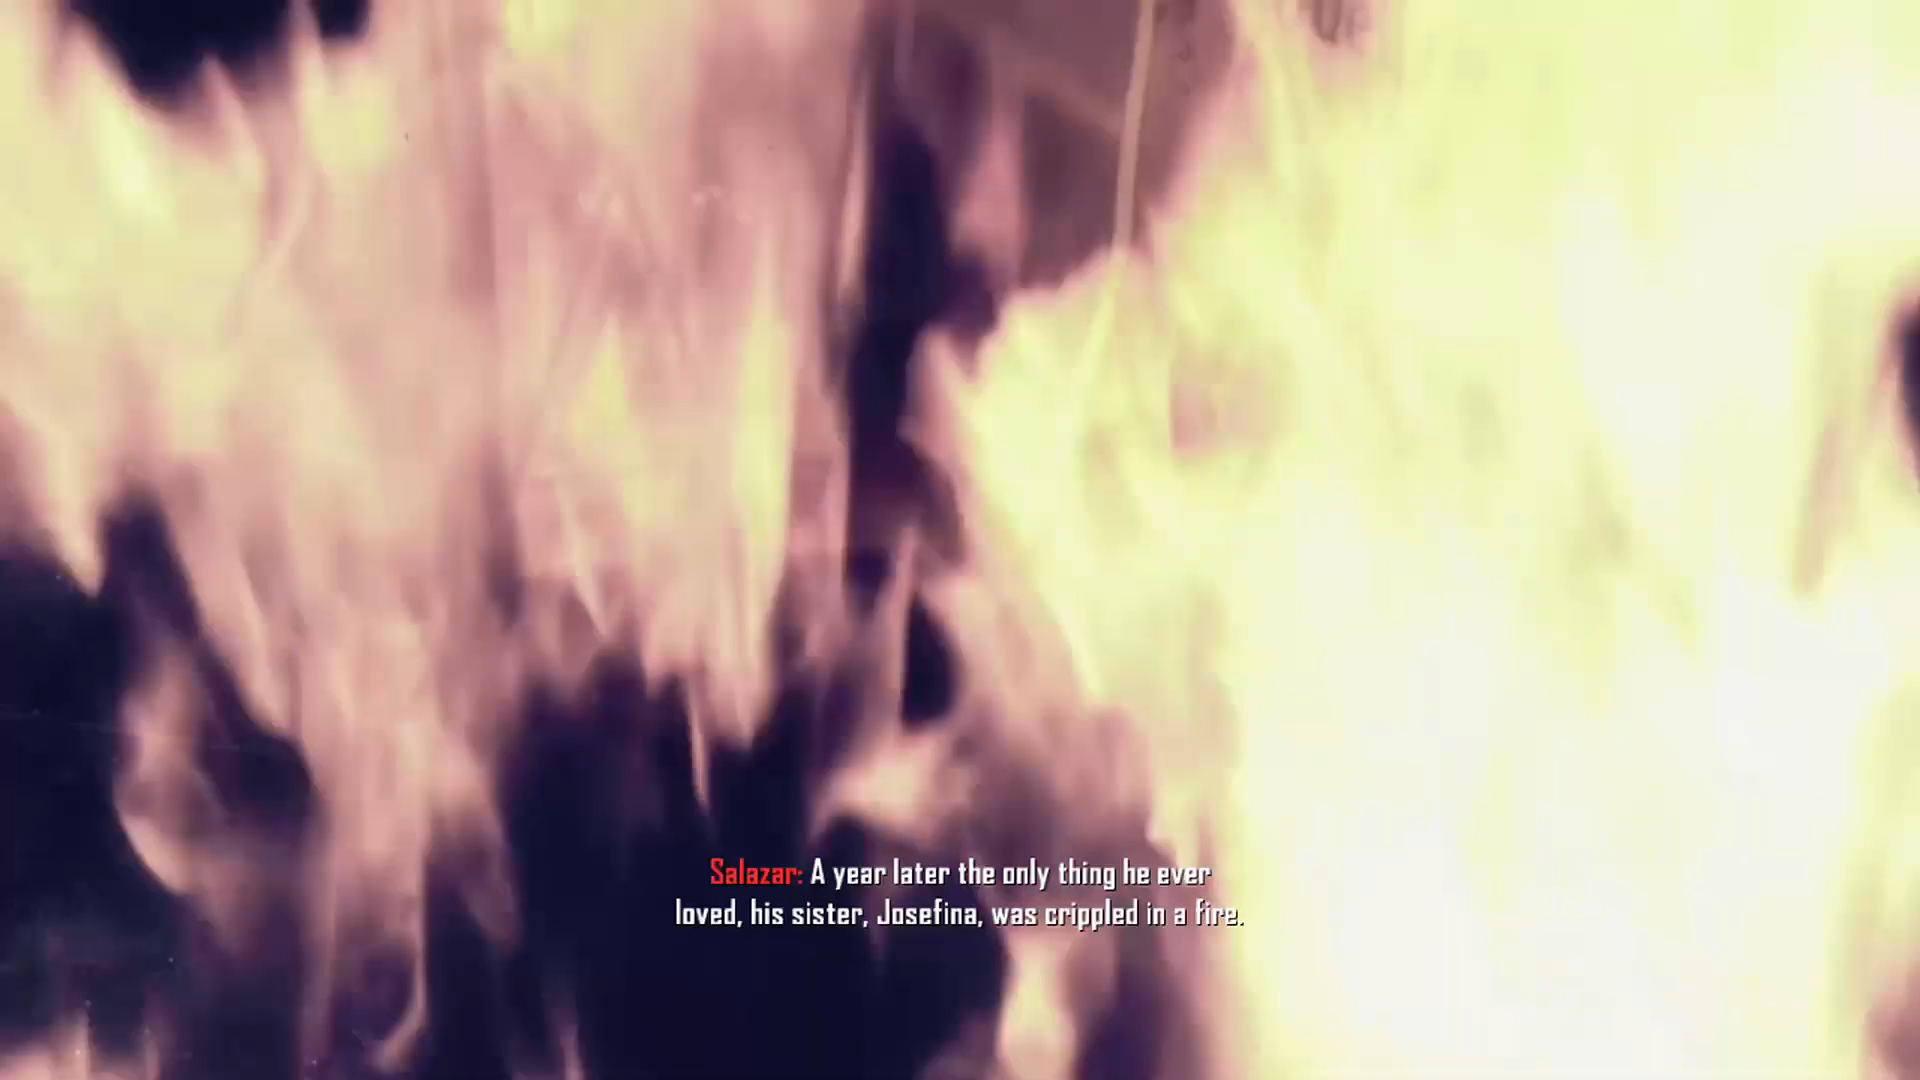 Salazar: A year later the only thing he ever
loved, his sister, Josefina, was crippled in a fire.